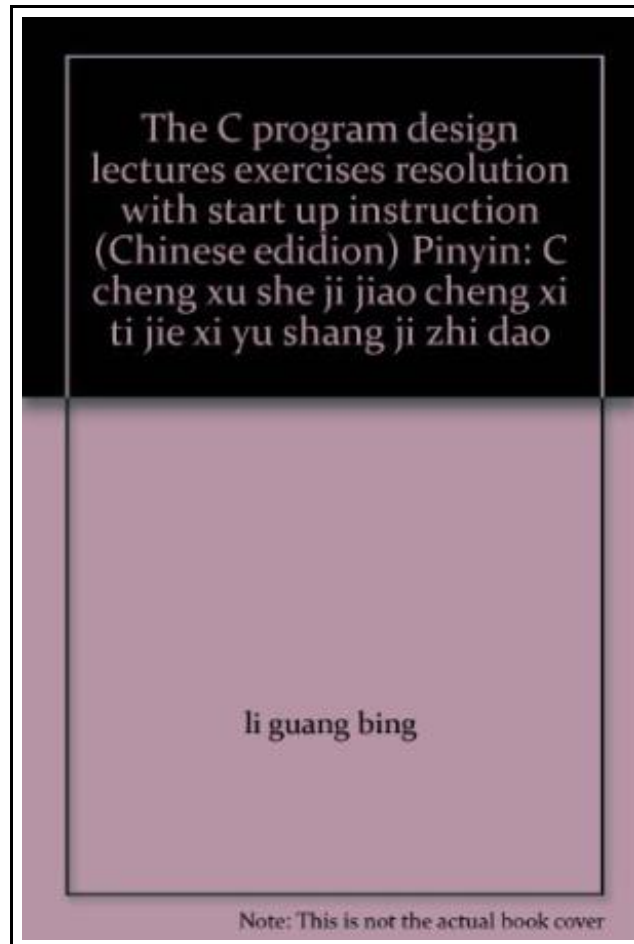 The C program design
lectures exercises resolution
with start up instruction
(Chinese edidion) Pinyin: C
cheng xu she ji jiao cheng xi
ti jie xi yu shang ji zhi dao
li guang bing
Note: This is not the actual book cover